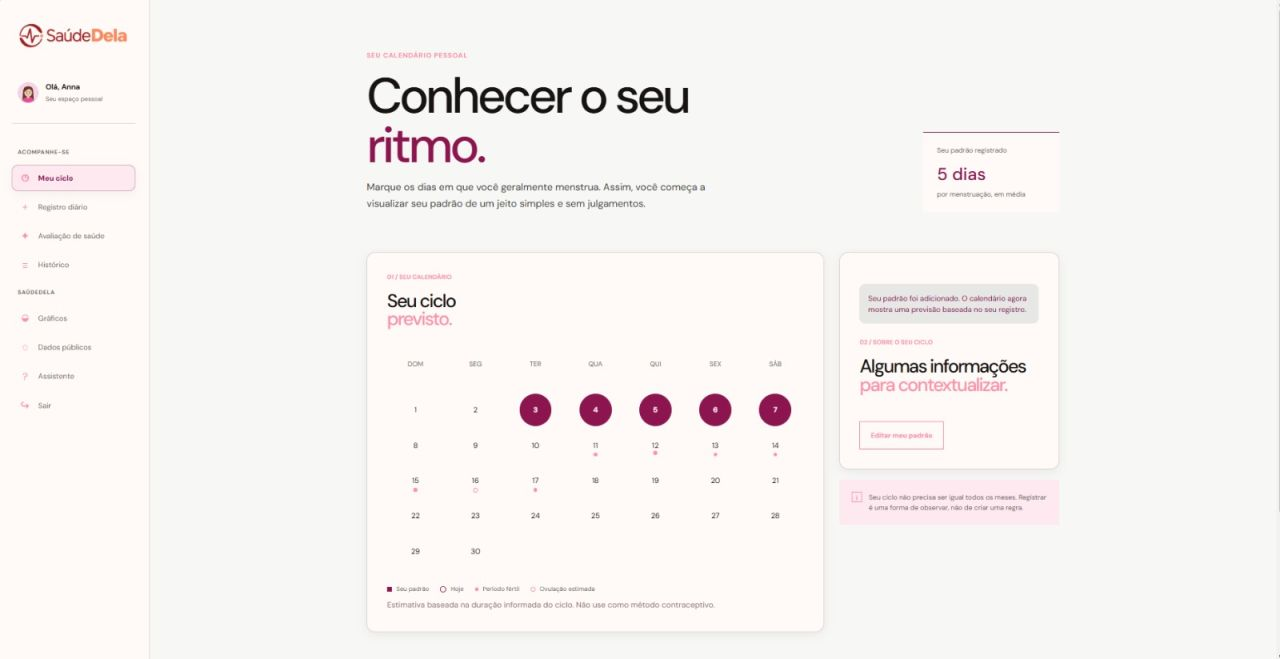 SaúdeDela
Olá, Anna
Seu espaço pessoal
ACOMPANHE-SE
Meu ciclo
Registro diário
Avaliação de saúde
Histórico
SAÚDEDELA
Gráficos
Dados públicos
Assistente
Sair
SEU CALENDÁRIO PESSOAL
Conhecer o seu
ritmo.
Marque os dias em que você geralmente menstrua. Assim, você começa a
visualizar seu padrão de um jeito simples e sem julgamentos.
Seu padrão registrado
5 dias
por menstruação, em média
01 / SEU CALENDÁRIO
Seu ciclo
previsto.
DOM SEG TER QUA QUI SEX SÁB
1 2 3 4 5 6 7
8 9 10 11 12 13 14
15 16 17 18 19 20 21
22 23 24 25 26 27 28
29 30
Seu padrão Hoje Período fértil Ovulação estimada
Estimativa baseada na duração informada do ciclo. Não use como método contraceptivo.
Seu padrão foi adicionado. O calendário agora
mostra uma previsão baseada no seu registro.
02 / SOBRE O SEU CICLO
Algumas informações
para contextualizar.
Editar meu padrão
Seu ciclo não precisa ser igual todos os meses. Registrar
é uma forma de observar, não de criar uma regra.